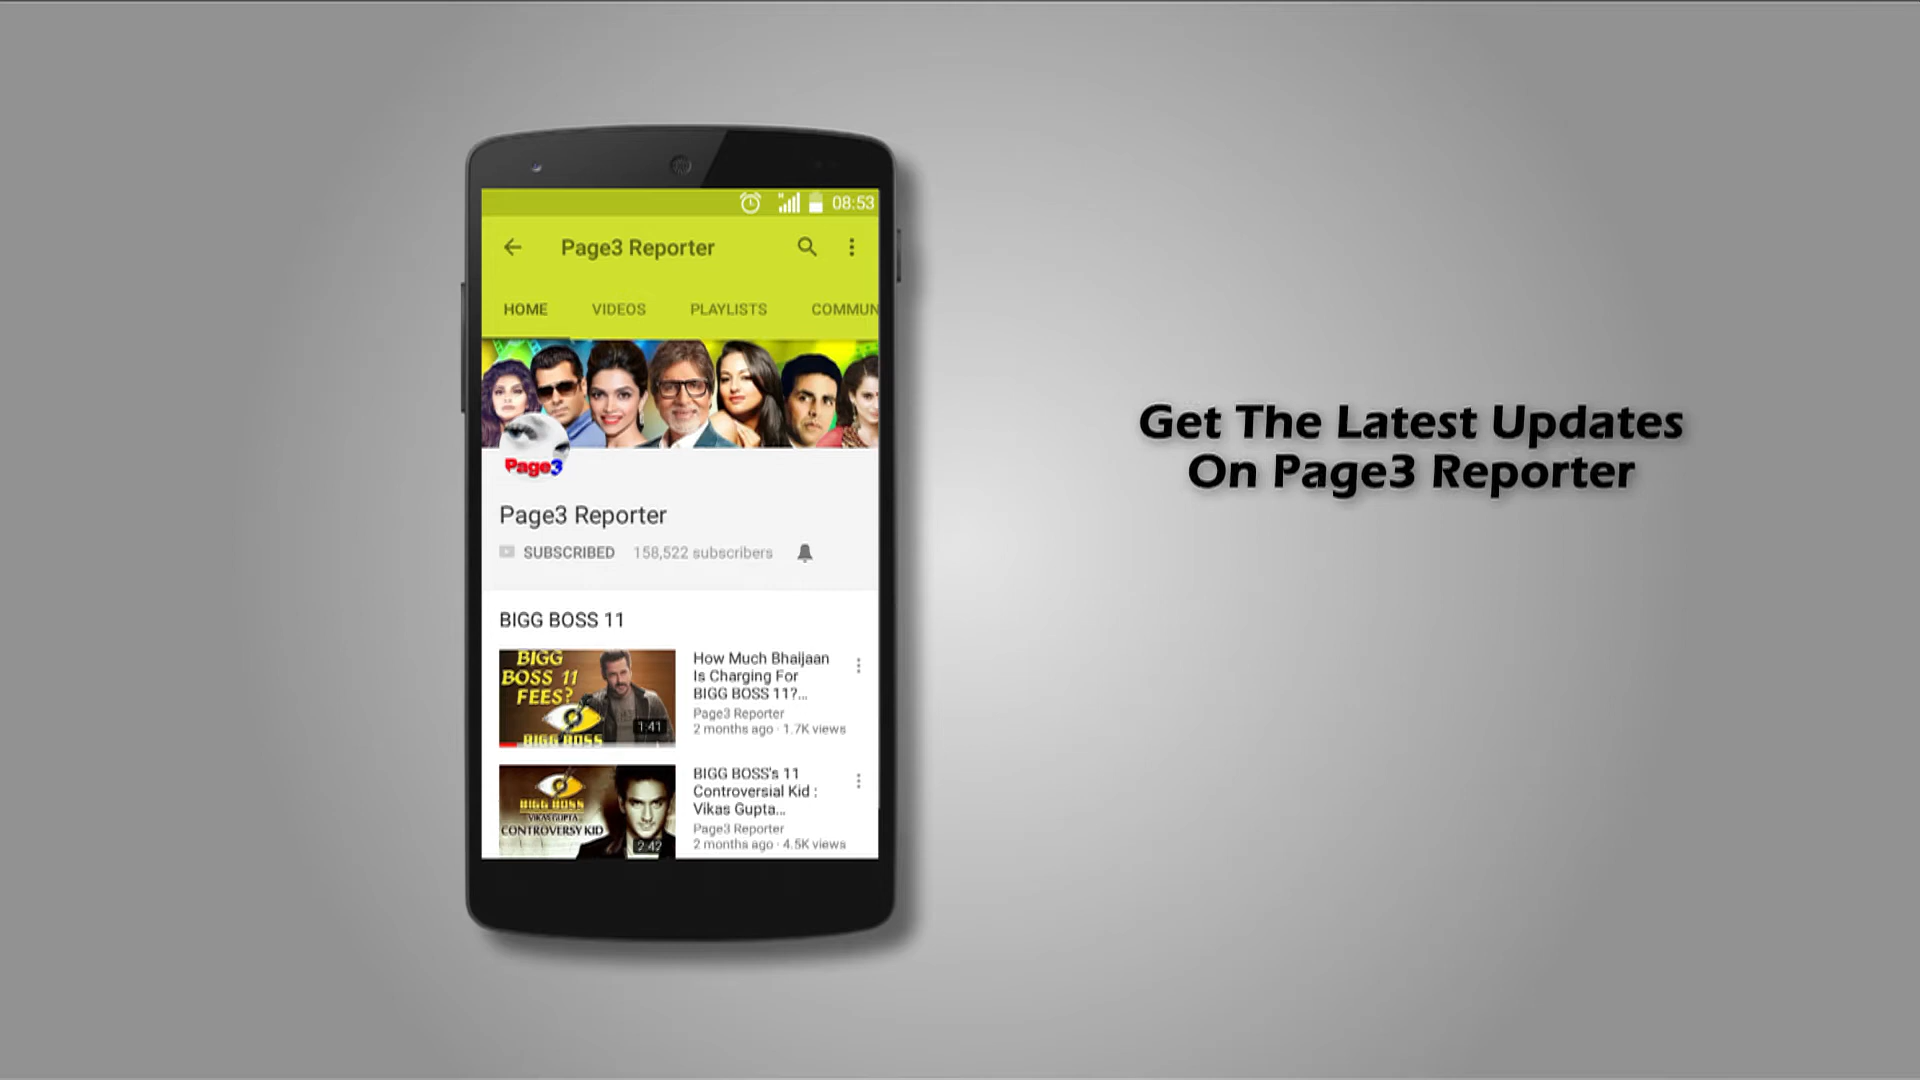 08:53
Page3 Reporter
HOME VIDEOS PLAYLISTS COMMUN
Page3
Page3 Reporter
SUBSCRIBED 158,522 subscribers
BIGG BOSS 11
BIGG
BOSS 11
FEES?
BIGG BOSS
1:41
How Much Bhaijaan
Is Charging For
BIGG BOSS 11?...
Page3 Reporter
2 months ago · 1.7K views
BIGG BOSS
VIKAS GUPTA
CONTROVERSY KID
2:42
BIGG BOSS's 11
Controversial Kid :
Vikas Gupta...
Page3 Reporter
2 months ago · 4.5K views
Get The Latest Updates
On Page3 Reporter